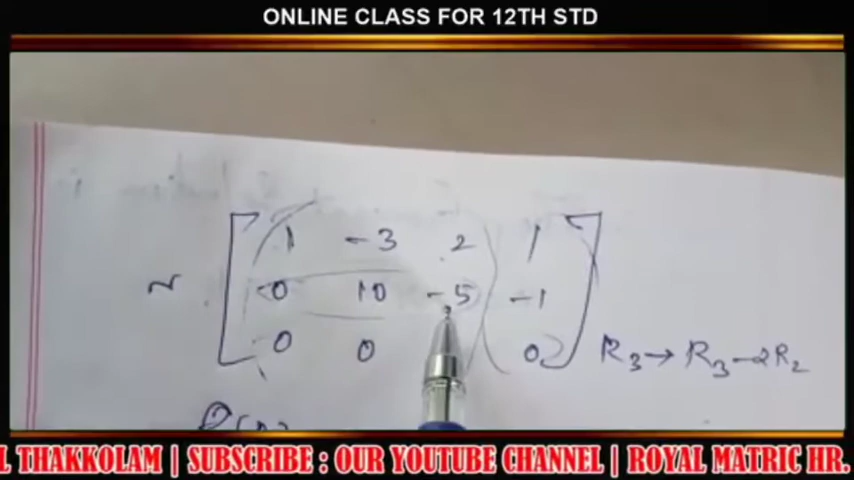 ONLINE CLASS FOR 12TH STD
1 -3 2 1
~ 0 10 -5 -1
0 0 0 R₃→ R₃-2R₂
L THAKKOLAM | SUBSCRIBE : OUR YOUTUBE CHANNEL | ROYAL MATRIC HR.